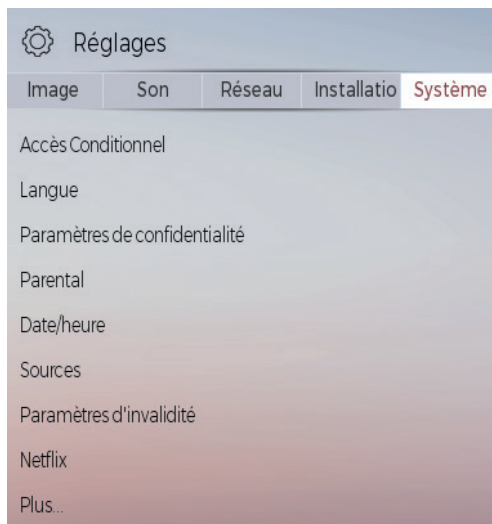 Réglages
Image Son Réseau Installatio Système
Accès Conditionnel
Langue
Paramètres de confidentialité
Parental
Date/heure
Sources
Paramètres d'invalidité
Netflix
Plus...